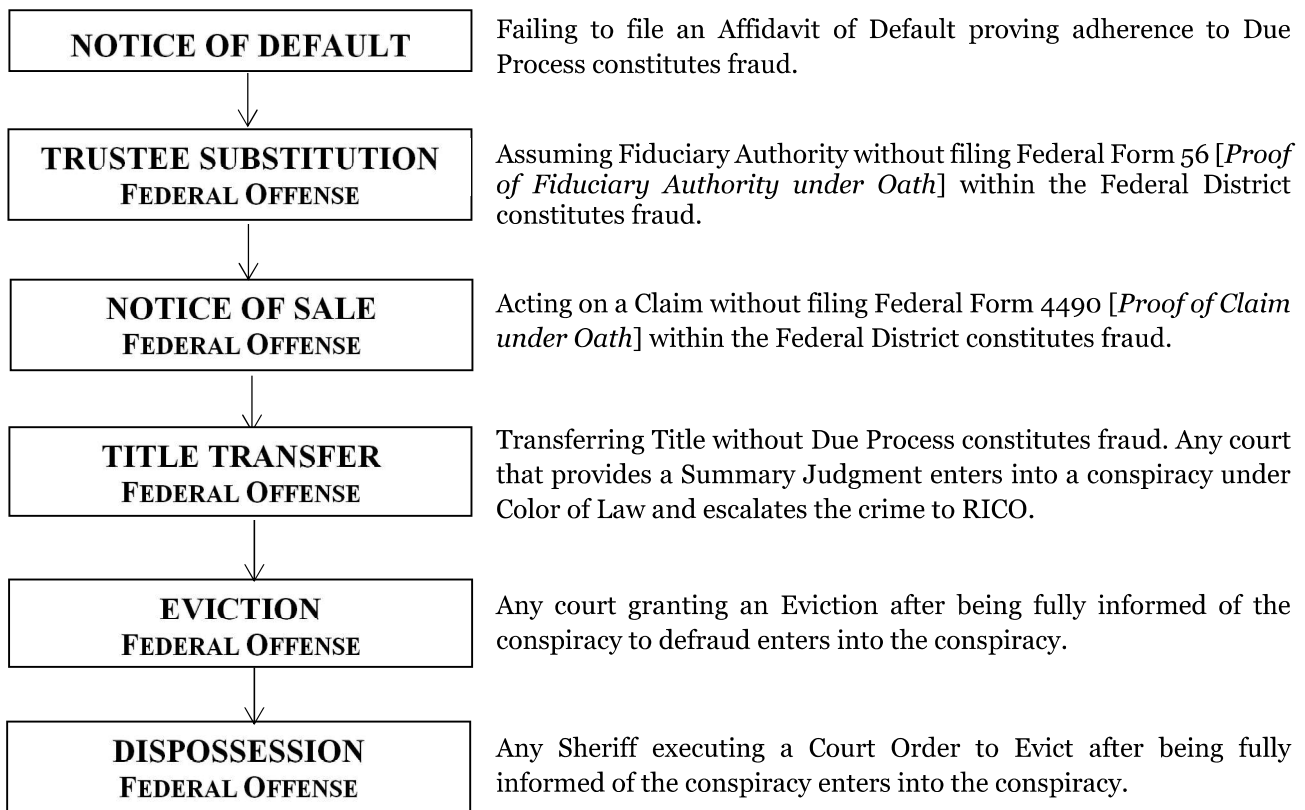 NOTICE OF DEFAULT
Failing to file an Affidavit of Default proving adherence to Due
Process constitutes fraud.
TRUSTEE SUBSTITUTION
FEDERAL OFFENSE
Assuming Fiduciary Authority without filing Federal Form 56 [Proof
of Fiduciary Authority under Oath] within the Federal District
constitutes fraud.
NOTICE OF SALE
FEDERAL OFFENSE
Acting on a Claim without filing Federal Form 4490 [Proof of Claim
under Oath] within the Federal District constitutes fraud.
TITLE TRANSFER
FEDERAL OFFENSE
Transferring Title without Due Process constitutes fraud. Any court
that provides a Summary Judgment enters into a conspiracy under
Color of Law and escalates the crime to RICO.
EVICTION
FEDERAL OFFENSE
Any court granting an Eviction after being fully informed of the
conspiracy to defraud enters into the conspiracy.
DISPOSSESSION
FEDERAL OFFENSE
Any Sheriff executing a Court Order to Evict after being fully
informed of the conspiracy enters into the conspiracy.